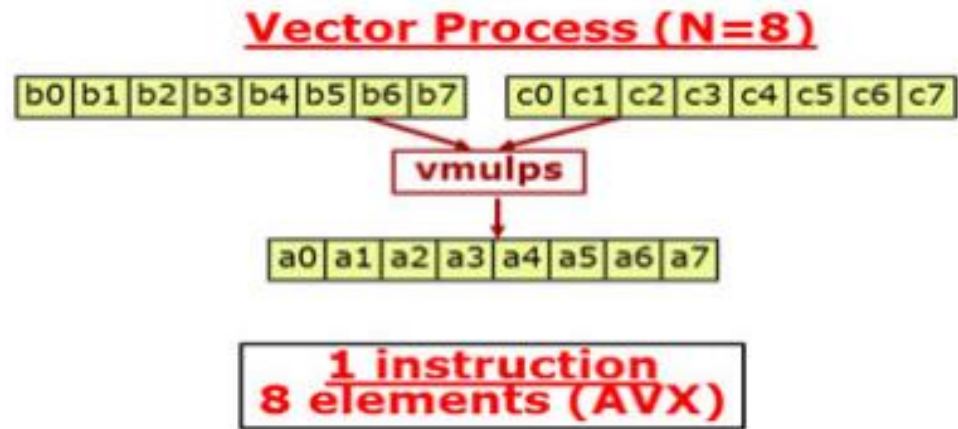 Vector Process (N=8)
b0 b1 b2 b3 b4 b5 b6 b7 c0 c1 c2 c3 c4 c5 c6 c7
vmulps
a0 a1 a2 a3 a4 a5 a6 a7
1 instruction
8 elements (AVX)